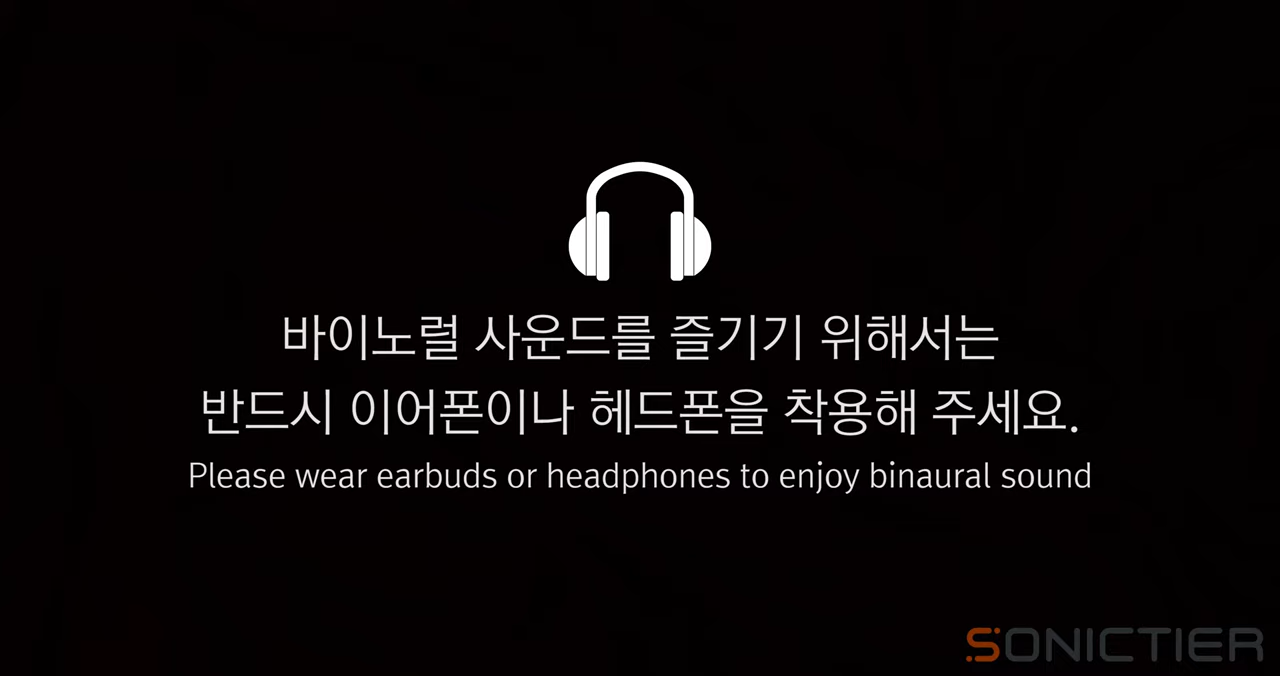 바이노럴 사운드를 즐기기 위해서는
반드시 이어폰이나 헤드폰을 착용해 주세요.
Please wear earbuds or headphones to enjoy binaural sound
SONICTIER